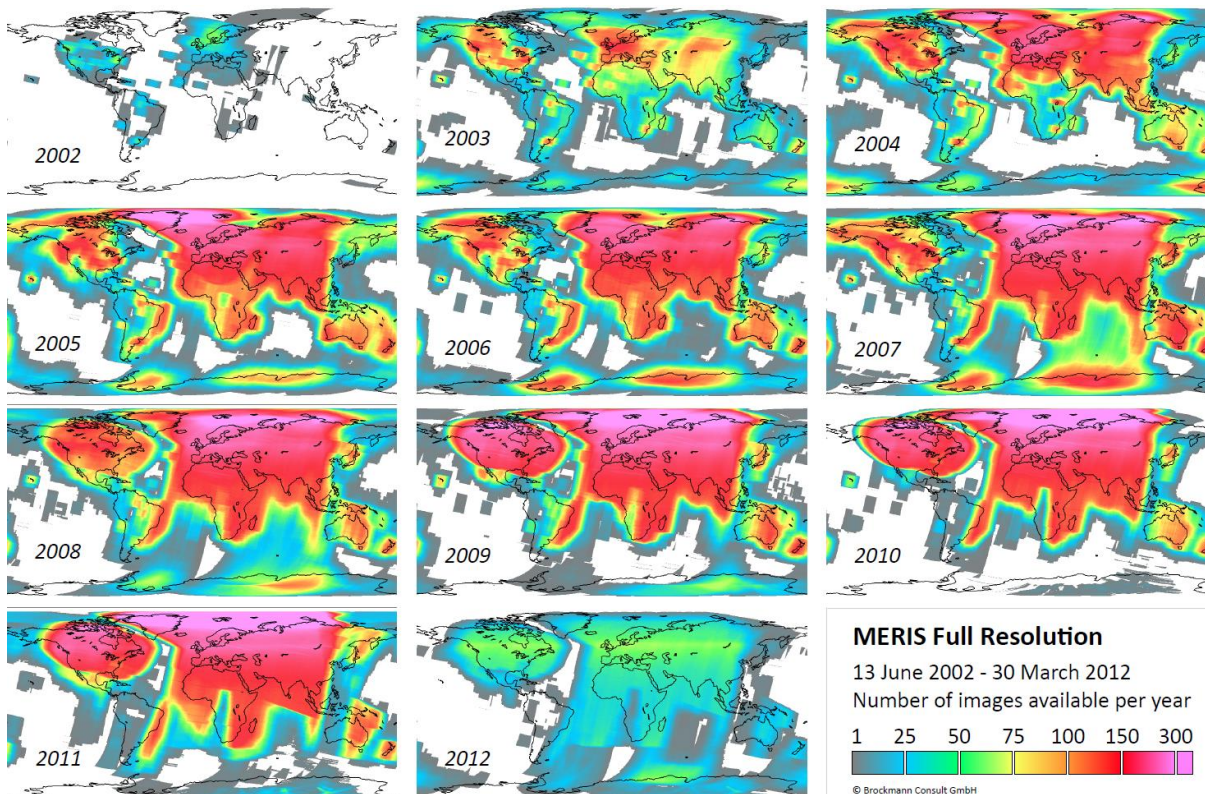 2002
2003
2004
2005
2006
2007
2008
2009
2010
2011
2012
MERIS Full Resolution
13 June 2002 - 30 March 2012
Number of images available per year
1 25 50 75 100 150 300
© Brockmann Consult GmbH